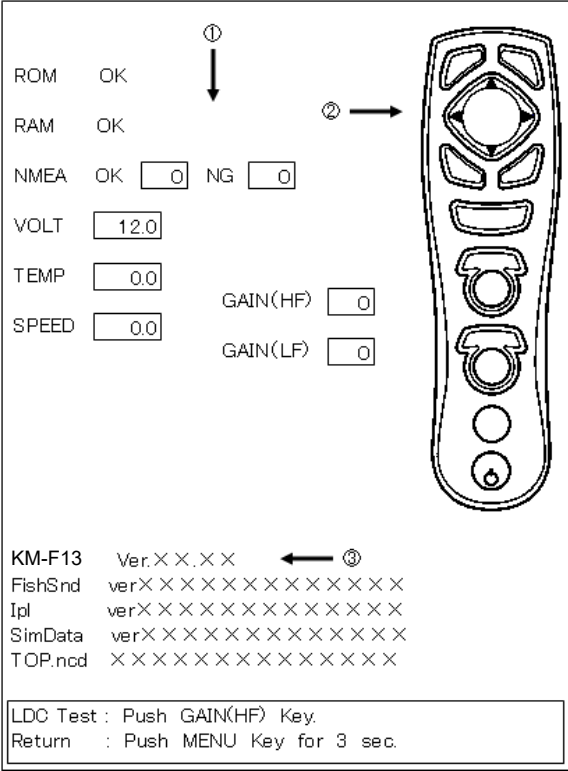 ①
ROM OK
②
RAM OK
NMEA OK 0 NG 0
VOLT 12.0
TEMP 0.0
GAIN(HF) 0
SPEED 0.0
GAIN(LF) 0
KM-F13 Ver.××.×× ③
FishSnd ver×××××××××××××
Ipl ver×××××××××××××
SimData ver×××××××××××××
TOP.ncd ××××××××××××××
LDC Test : Push GAIN(HF) Key.
Return : Push MENU Key for 3 sec.